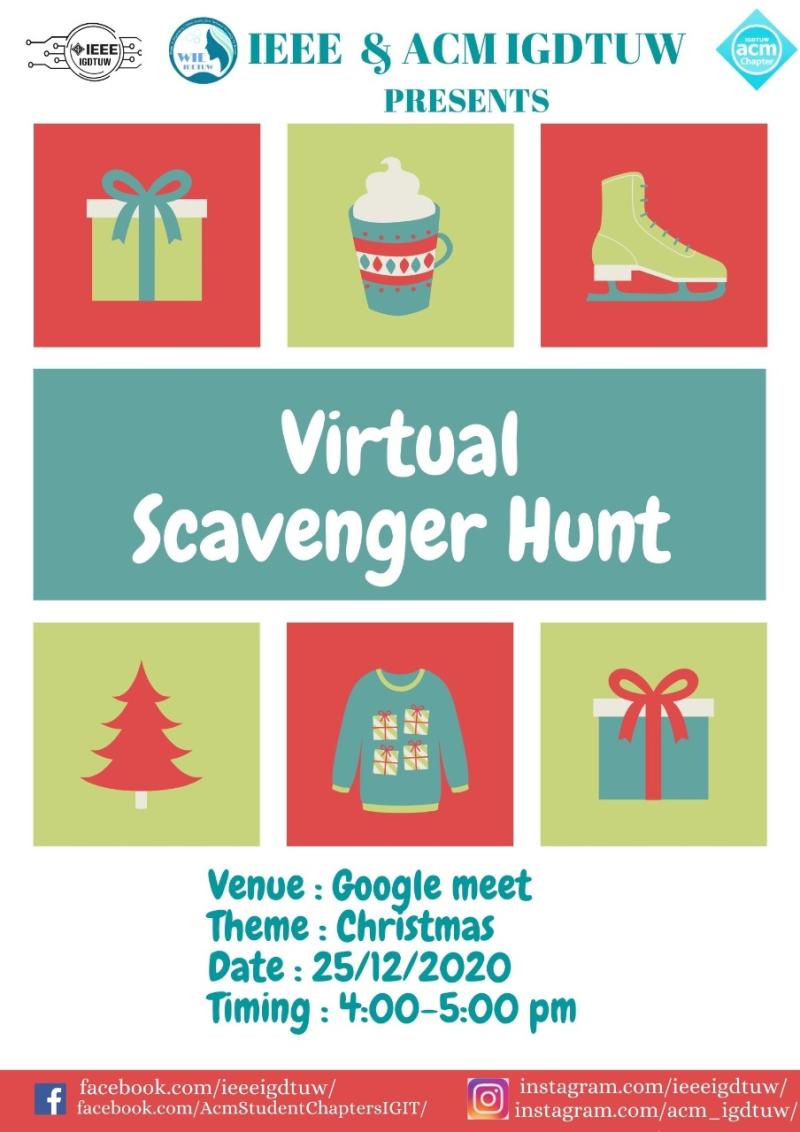 IEEE
IGDTUW
WIE
IGDTUW
IEEE & ACM IGDTUW
IGDTUW
acm
Chapter
PRESENTS
Virtual
Scavenger Hunt
Venue : Google meet
Theme : Christmas
Date : 25/12/2020
Timing : 4:00-5:00 pm
facebook.com/ieeeigdtuw/
facebook.com/AcmStudentChaptersIGIT/
instagram.com/ieeeigdtuw/
instagram.com/acm_igdtuw/